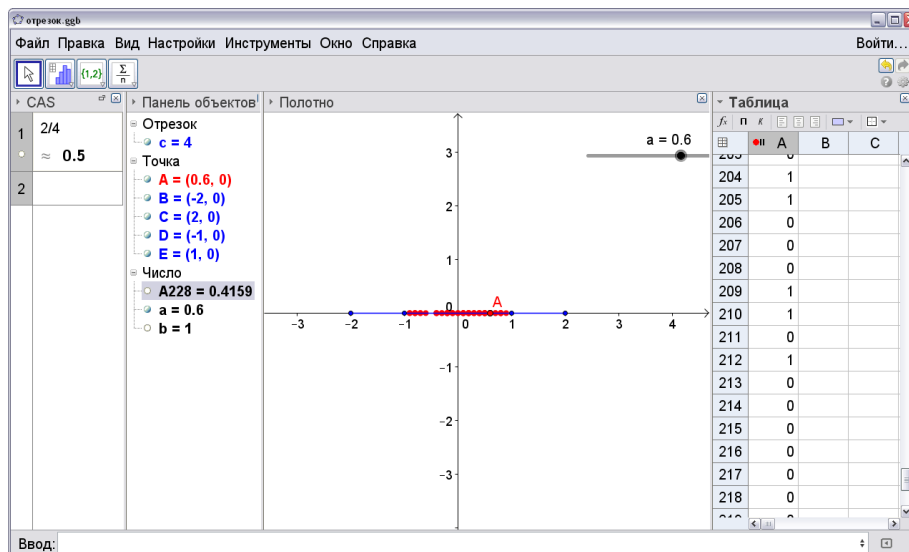 отрезок.ggb
Файл Правка Вид Настройки Инструменты Окно Справка Войти...
{1,2} Σ n
CAS
1 2/4
≈ 0.5
2
Панель объектов
Отрезок
c = 4
Точка
A = (0.6, 0)
B = (-2, 0)
C = (2, 0)
D = (-1, 0)
E = (1, 0)
Число
A228 = 0.4159
a = 0.6
b = 1
Полотно
a = 0.6
3
2
1
0
A
−3 −2 −1 0 1 2 3 4
−1
−2
−3
Таблица
fx П К
A B C
204 1
205 1
206 0
207 0
208 0
209 1
210 1
211 0
212 1
213 0
214 0
215 0
216 0
217 0
218 0
Ввод: